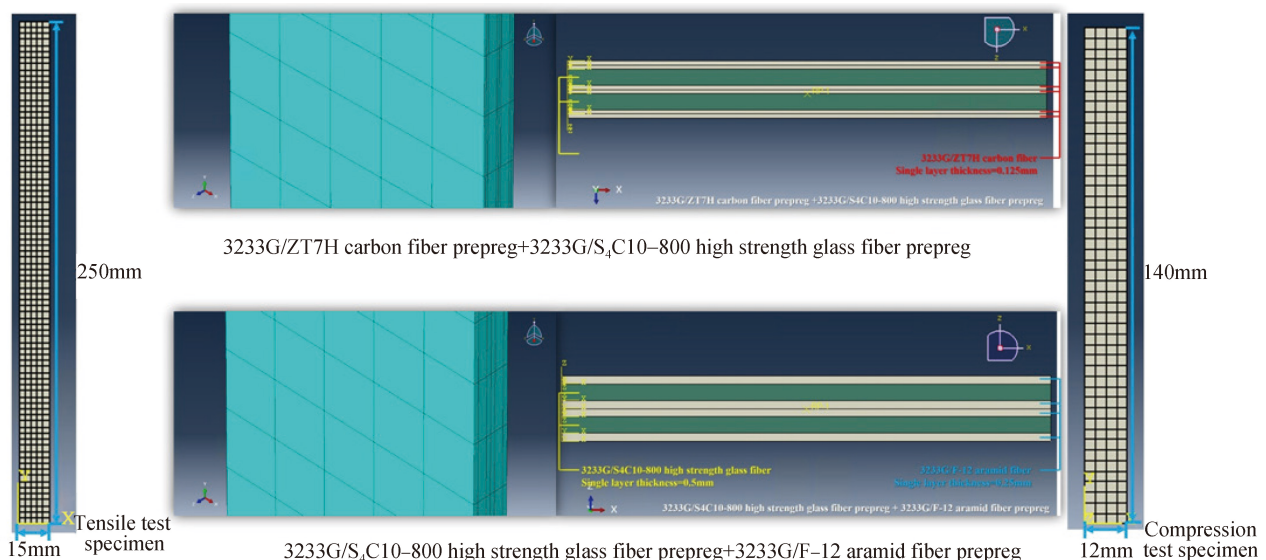 250mm
X
Tensile test
specimen
15mm
X
Z
3233G/ZT7H carbon fiber
Single layer thickness=0.125mm
Y
X
3233G/ZT7H carbon fiber prepreg +3233G/S4C10-800 high strength glass fiber prepreg
3233G/ZT7H carbon fiber prepreg+3233G/S₄C10–800 high strength glass fiber prepreg
Z
X
3233G/S4C10-800 high strength glass fiber
Single layer thickness=0.5mm
3233G/F-12 aramid fiber
Single layer thickness=0.25mm
Z
X
3233G/S4C10-800 high strength glass fiber prepreg + 3233G/F-12 aramid fiber prepreg
3233G/S₄C10–800 high strength glass fiber prepreg+3233G/F–12 aramid fiber prepreg
140mm
Compression
test specimen
12mm